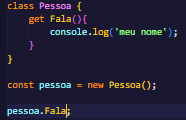 class Pessoa {
    get Fala(){
        console.log('meu nome');
    }
}

const pessoa = new Pessoa();

pessoa.Fala;